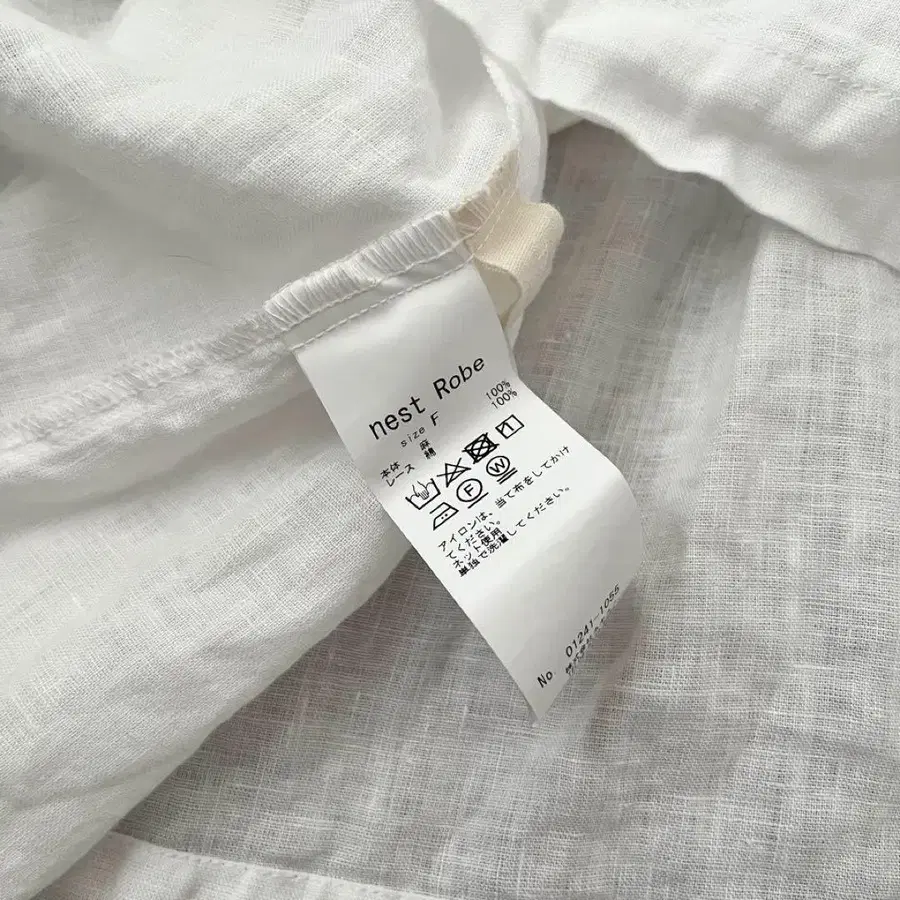 nest Robe
size F
本体 麻 100%
レース 綿 100%
アイロンは、当て布をしてかけ
てください。
ネット使用
単独で洗濯してください。
No 01241-1055